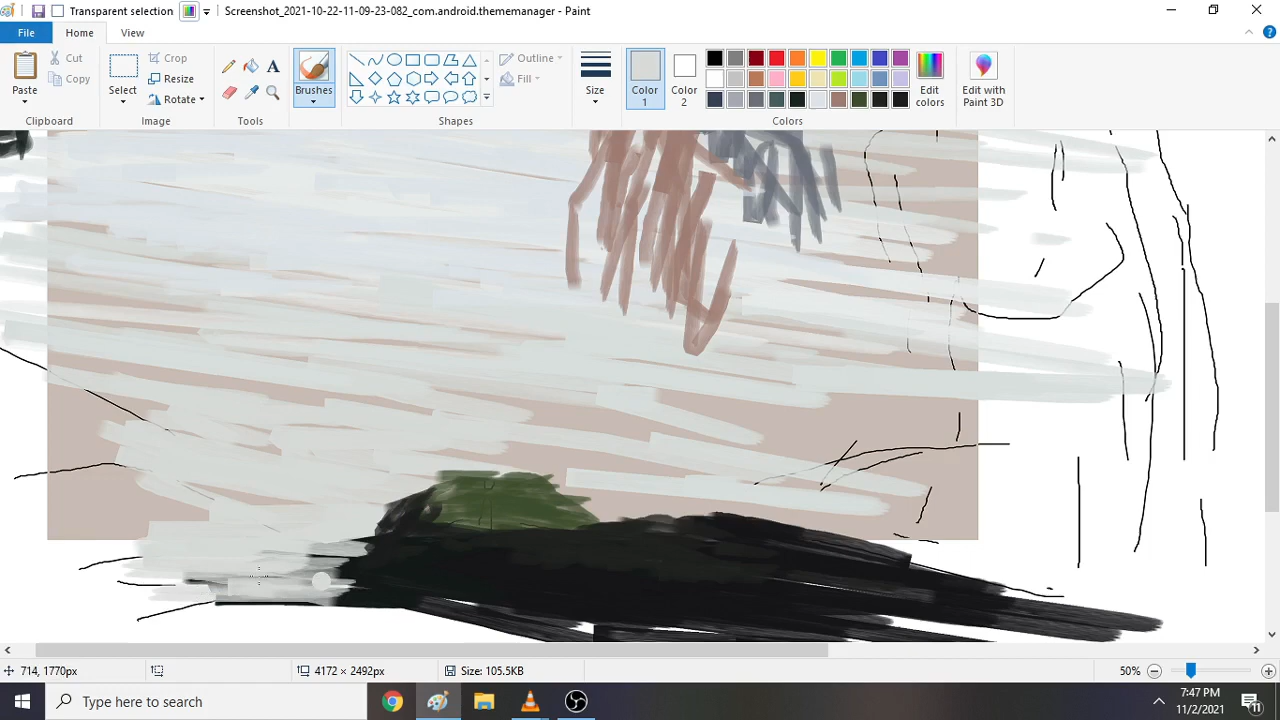 Transparent selection
Screenshot_2021-10-22-11-09-23-082_com.android.thememanager - Paint
File
Home
View
Paste
Cut
Copy
Clipboard
Select
Crop
Resize
Rotate
Image
A
Tools
Brushes
Shapes
Outline
Fill
Size
Color 1
Color 2
Edit colors
Edit with Paint 3D
Colors
714, 1770px
4172 × 2492px
Size: 105.5KB
50%
Type here to search
7:47 PM
11/2/2021
11